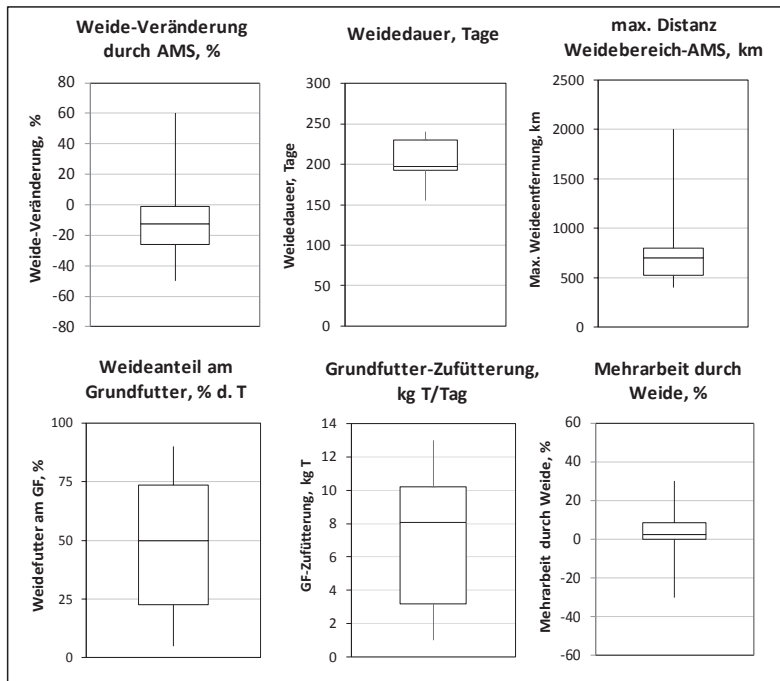 Weide-Veränderung
durch AMS, %
Weide-Veränderung, %
80
60
40
20
0
-20
-40
-60
-80
Weidedauer, Tage
Weidedaueer, Tage
300
250
200
150
100
50
0
max. Distanz
Weidebereich-AMS, km
Max. Weideentfernung, km
2500
2000
1500
1000
500
0
Weideanteil am
Grundfutter, % d. T
Weidefutter am GF, %
100
75
50
25
0
Grundfutter-Zufütterung,
kg T/Tag
GF-Zufütterung, kg T
14
12
10
8
6
4
2
0
Mehrarbeit durch
Weide, %
Mehrarbeit durch Weide, %
60
40
20
0
-20
-40
-60